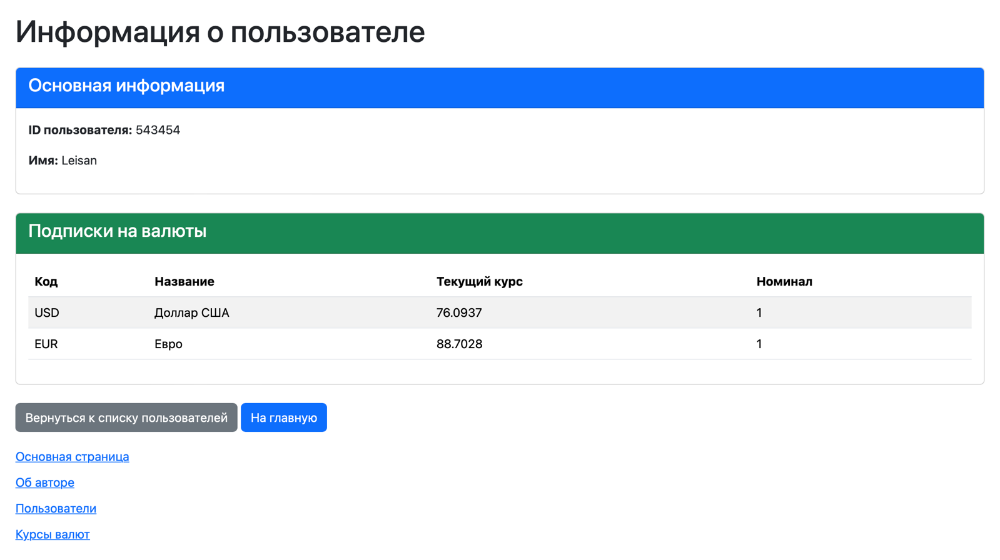 Информация о пользователе
Основная информация
ID пользователя: 543454
Имя: Leisan
Подписки на валюты
Код Название Текущий курс Номинал
USD Доллар США 76.0937 1
EUR Евро 88.7028 1
Вернуться к списку пользователей На главную
Основная страница
Об авторе
Пользователи
Курсы валют